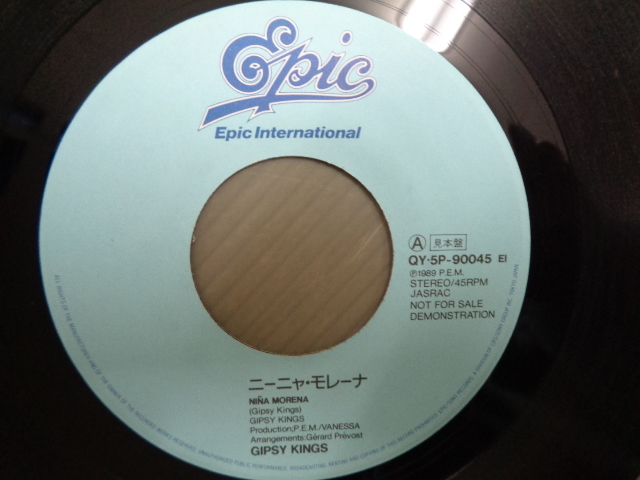 Epic
Epic International
Ⓐ 見本盤
QY·5P-90045 EI
℗1989 P.E.M.
STEREO/45RPM
JASRAC
NOT FOR SALE
DEMONSTRATION
ニーニャ・モレーナ
NIÑA MORENA
(Gipsy Kings)
GIPSY KINGS
Production;P.E.M./VANESSA
Arrangements:Gérard Prévost
GIPSY KINGS